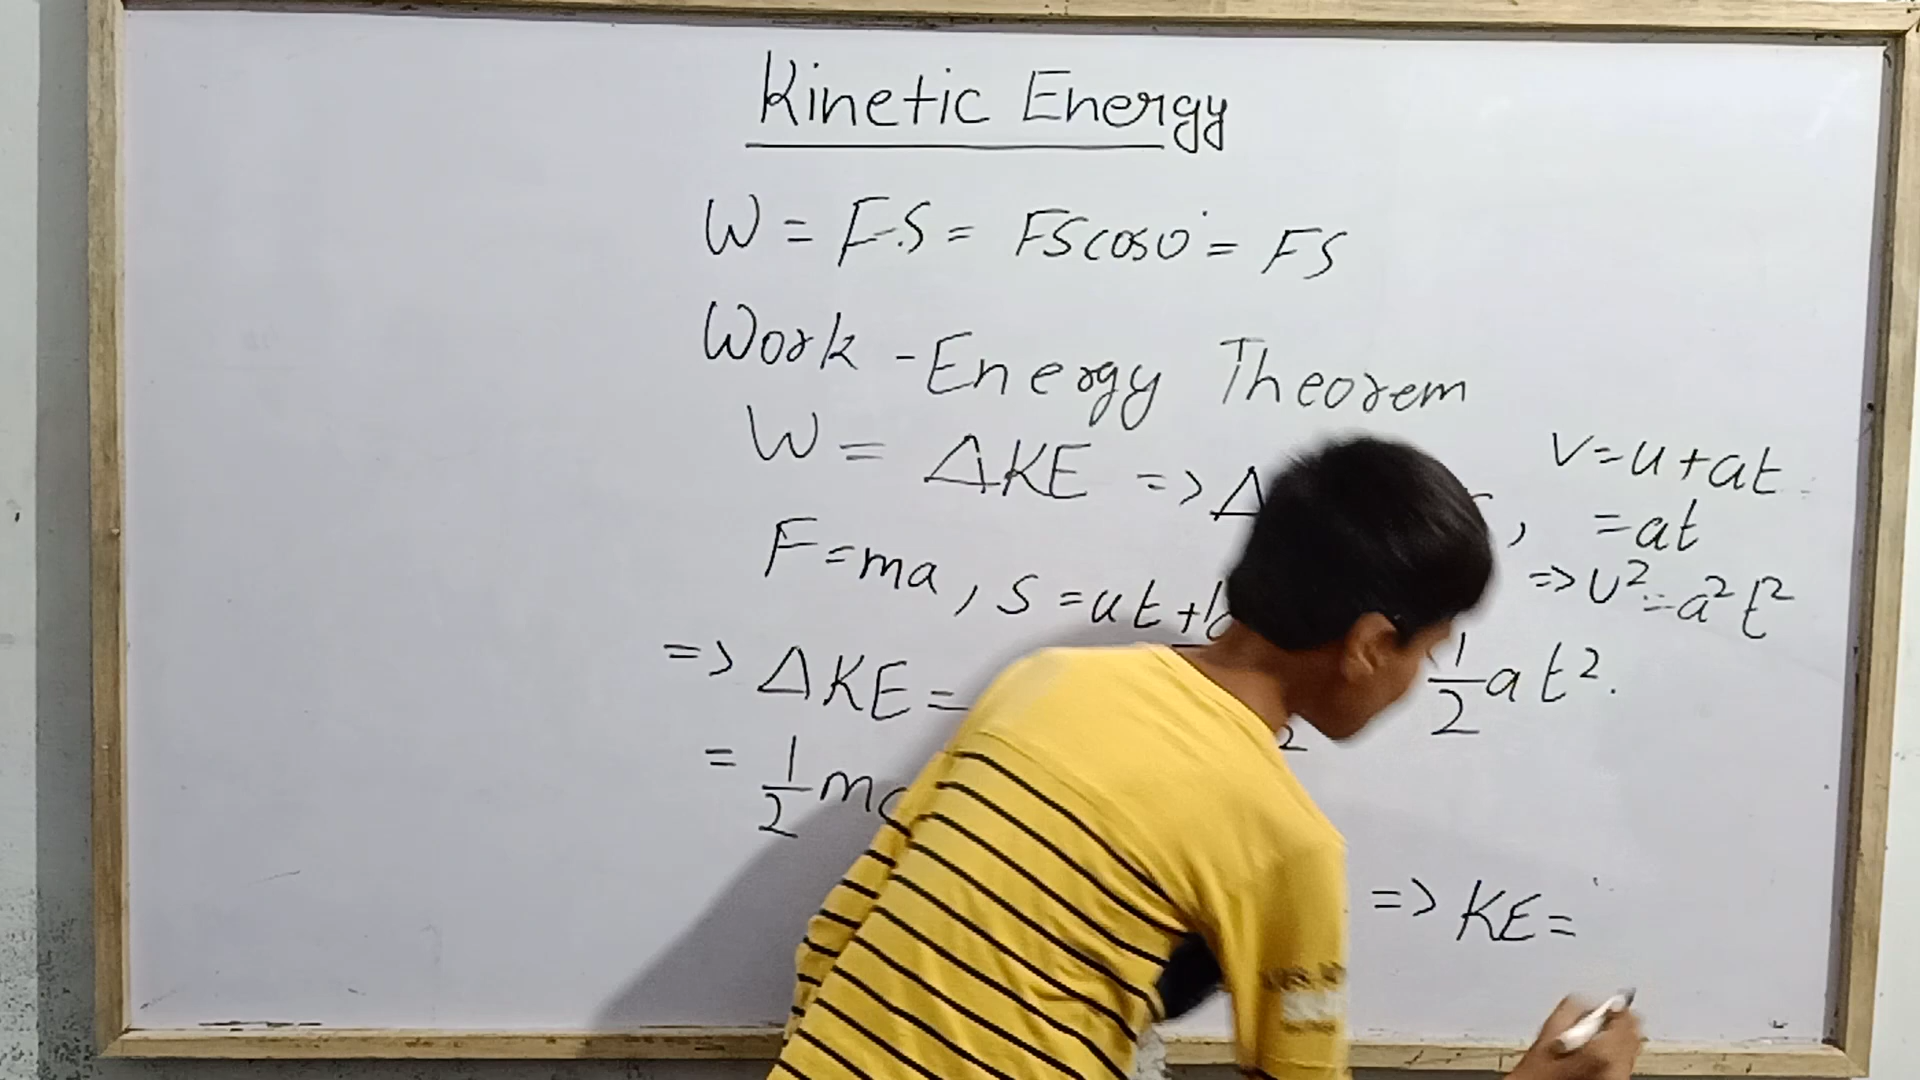 Kinetic Energy
W = F.S = FScos0° = FS
Work - Energy Theorem
W = ΔKE => Δ
v=u+at
, =at
F=ma, s=ut+
=> v²=a²t²
=> ΔKE =
1/2 at².
= 1/2 m
=> KE=